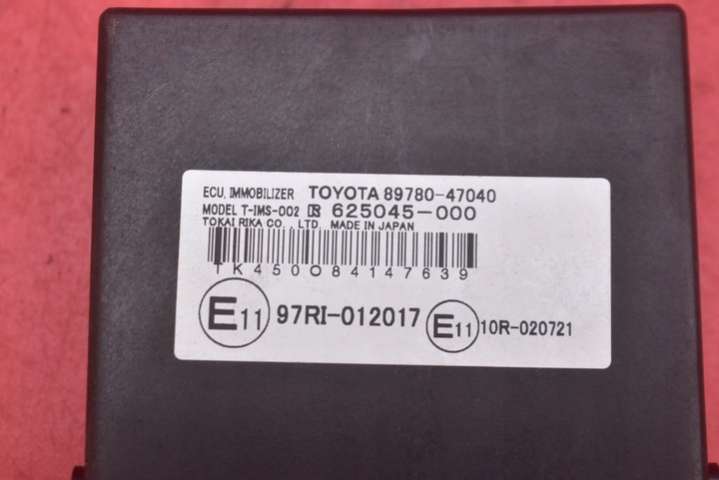 ECU, IMMOBILIZER TOYOTA 89780-47040
MODEL T-IMS-002 R 625045-000
TOKAI RIKA CO., LTD. MADE IN JAPAN
TK450084147639
E11 97RI-012017 E11 10R-020721